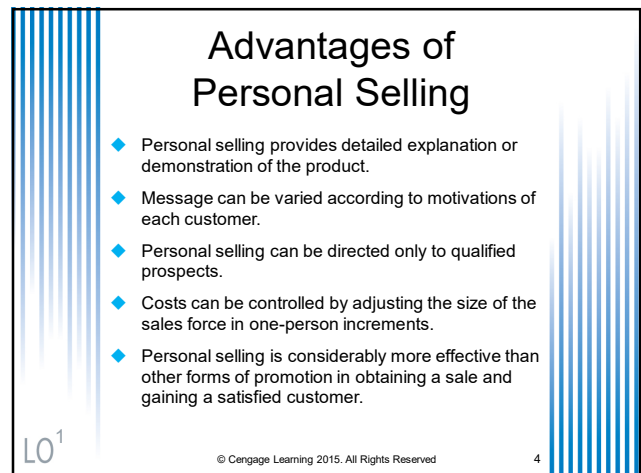 Advantages of
Personal Selling
Personal selling provides detailed explanation or
demonstration of the product.
Message can be varied according to motivations of
each customer.
Personal selling can be directed only to qualified
prospects.
Costs can be controlled by adjusting the size of the
sales force in one-person increments.
Personal selling is considerably more effective than
other forms of promotion in obtaining a sale and
gaining a satisfied customer.
LO1
© Cengage Learning 2015. All Rights Reserved
4